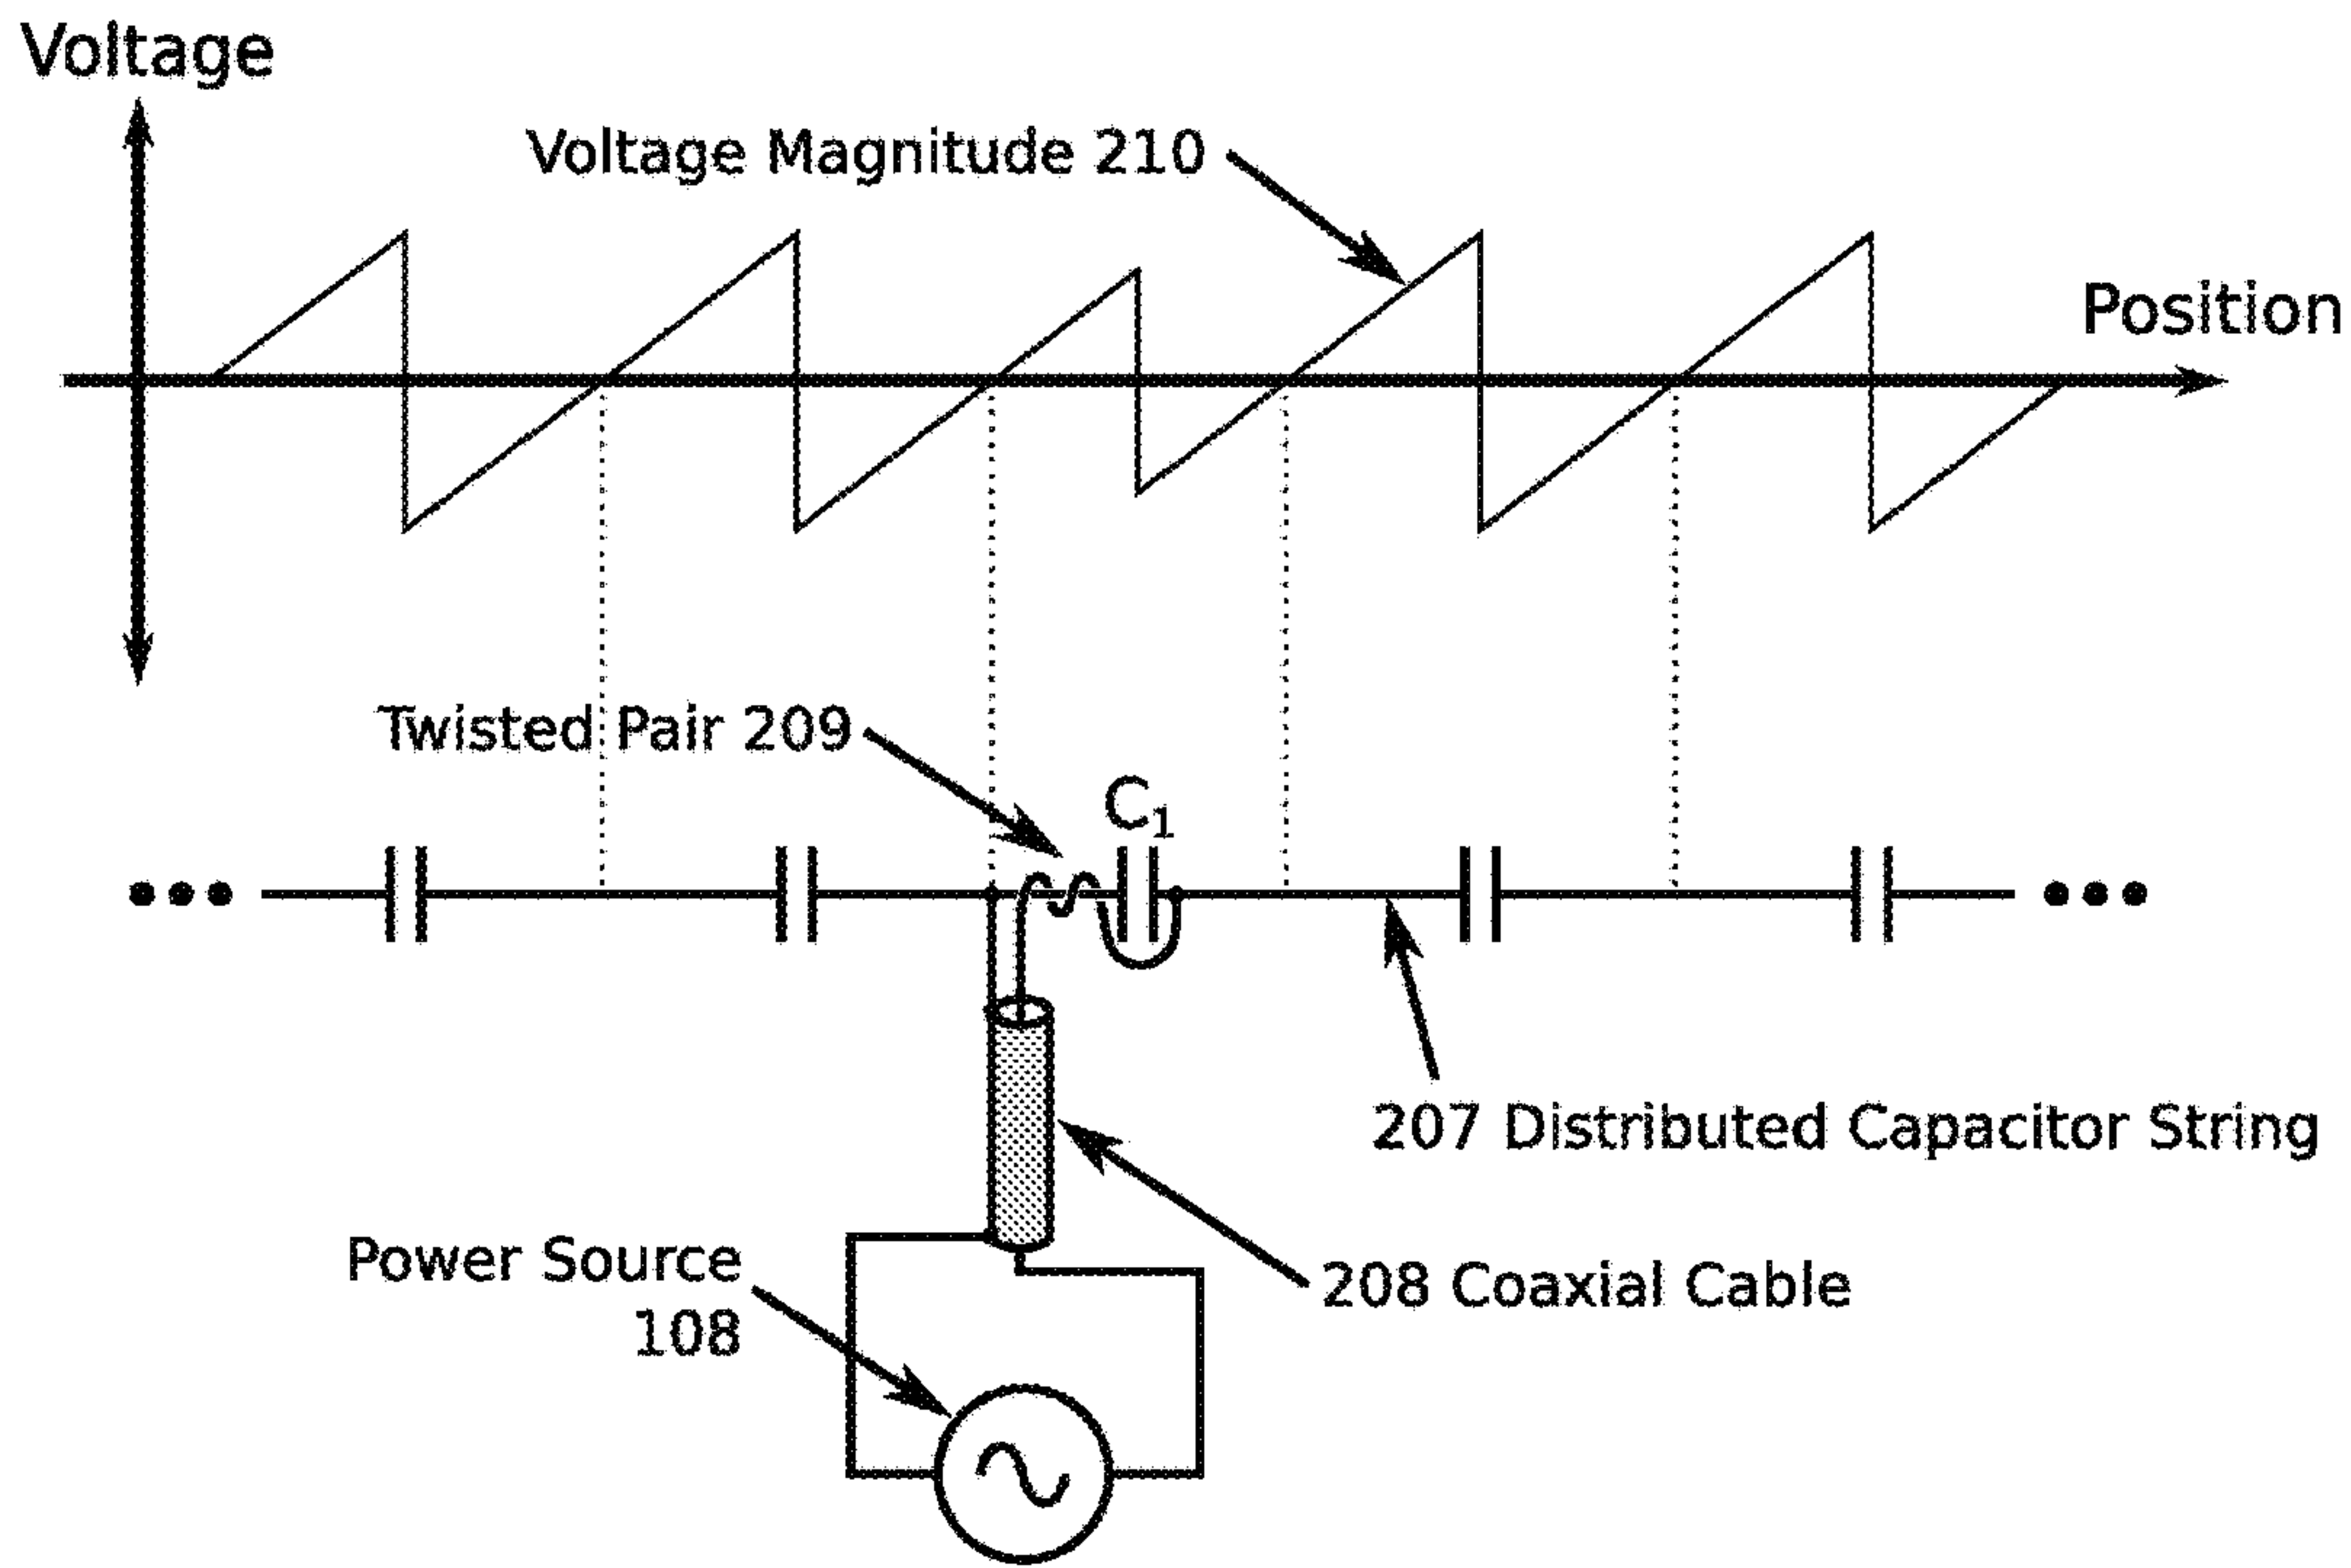 Voltage
Voltage Magnitude 210
Position
Twisted Pair 209
C₁
207 Distributed Capacitor String
Power Source
108
208 Coaxial Cable